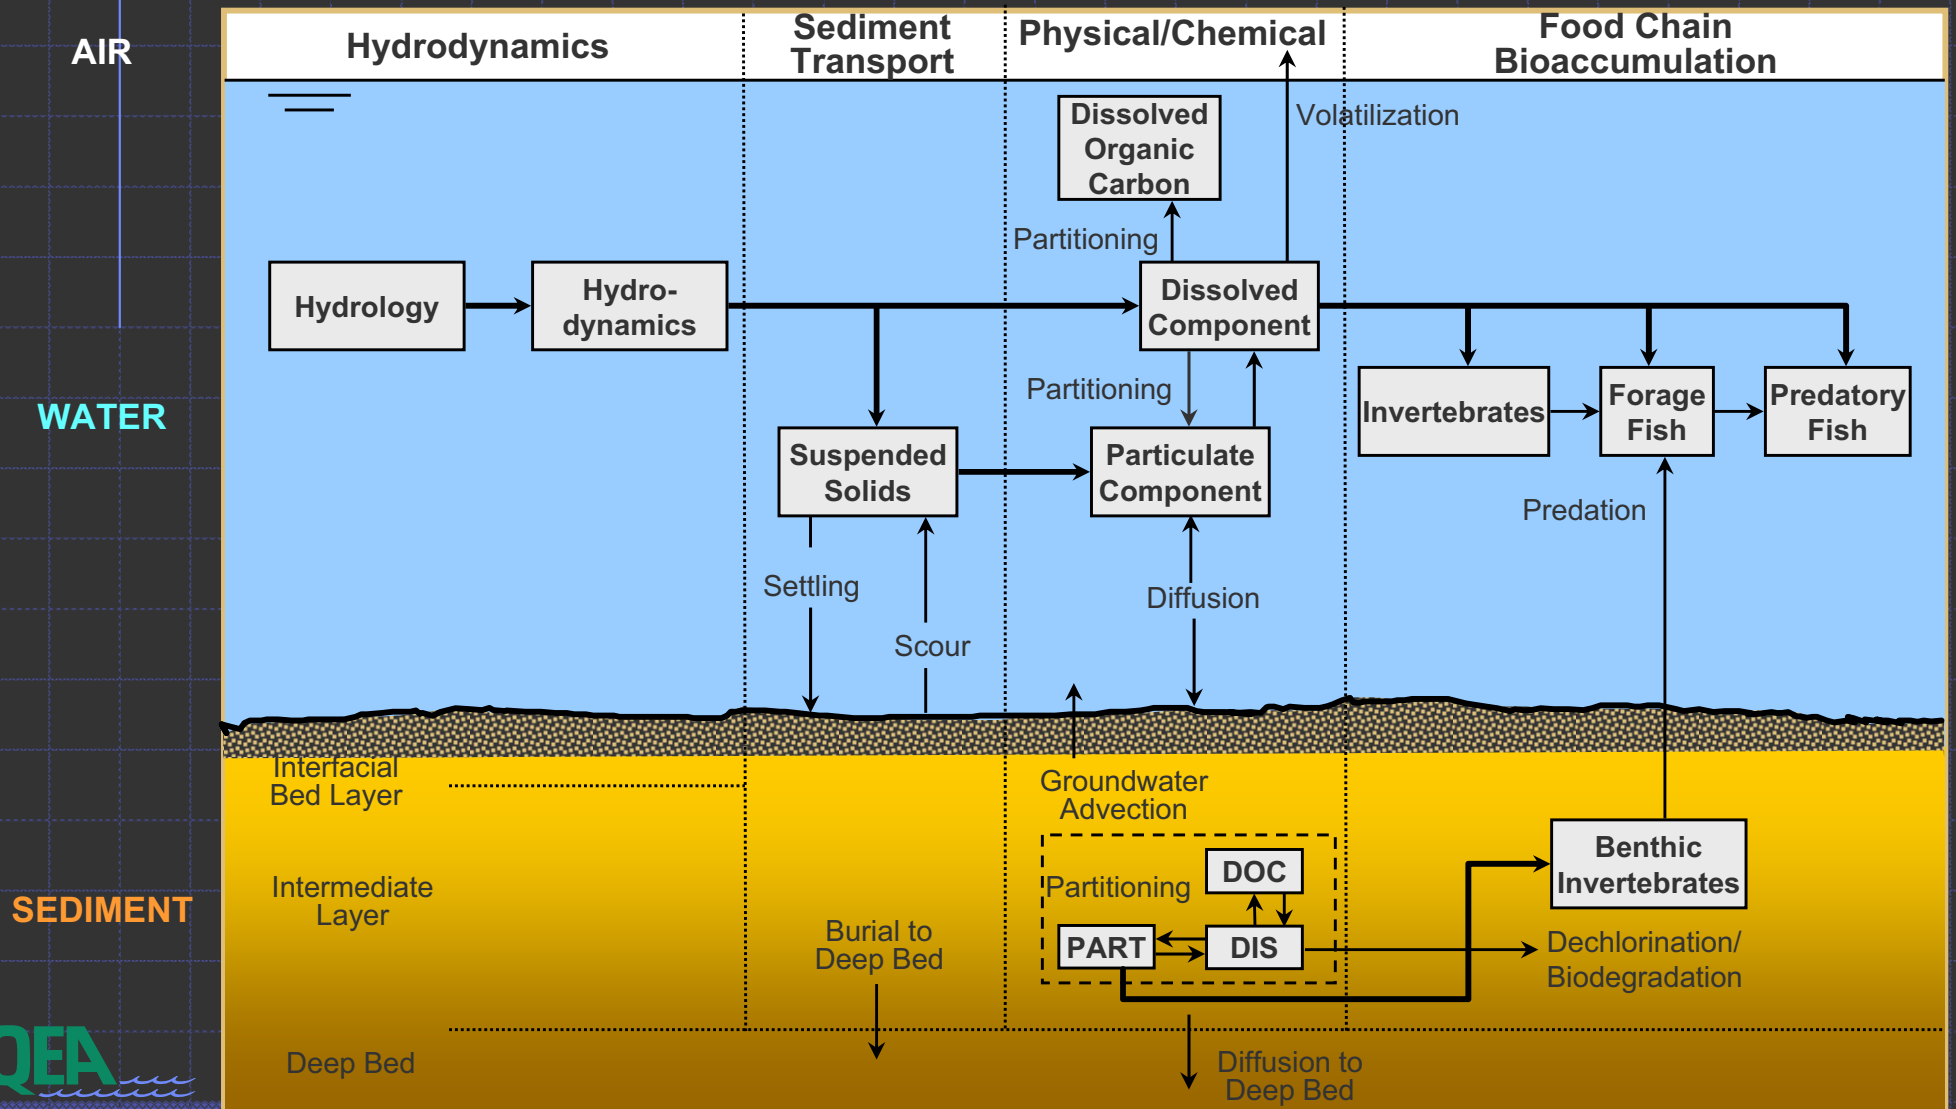 AIR
Hydrodynamics
Sediment
Transport
Physical/Chemical
Food Chain
Bioaccumulation
Dissolved
Organic
Carbon
Volatilization
Partitioning
Hydrology
Hydro-
dynamics
Dissolved
Component
Partitioning
WATER
Invertebrates
Forage
Fish
Predatory
Fish
Suspended
Solids
Particulate
Component
Predation
Settling
Diffusion
Scour
Interfacial
Bed Layer
Groundwater
Advection
Benthic
Invertebrates
DOC
Intermediate
Layer
Partitioning
SEDIMENT
Burial to
Deep Bed
PART
DIS
Dechlorination/
Biodegradation
QEA
Deep Bed
Diffusion to
Deep Bed